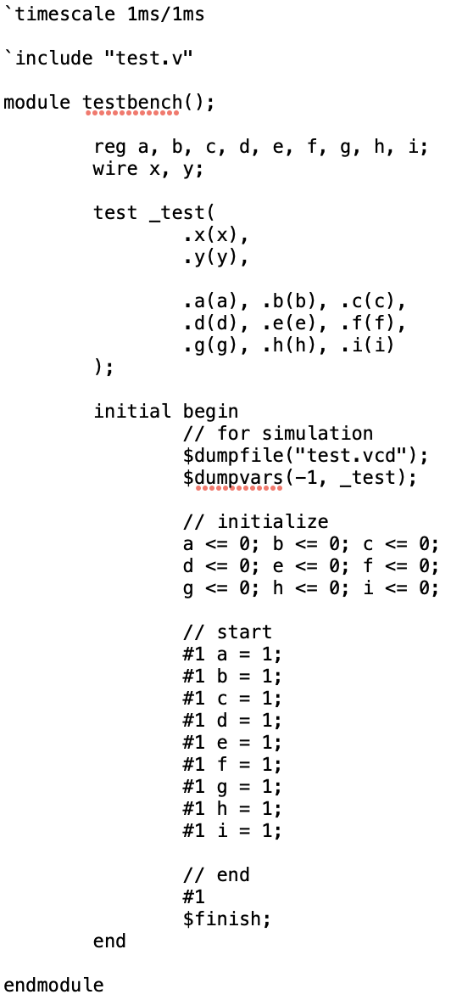 `timescale 1ms/1ms
`include "test.v"
module testbench();
reg a, b, c, d, e, f, g, h, i;
wire x, y;
test _test(
.x(x),
.y(y),
.a(a), .b(b), .c(c),
.d(d), .e(e), .f(f),
.g(g), .h(h), .i(i)
);
initial begin
// for simulation
$dumpfile("test.vcd");
$dumpvars(-1, _test);
// initialize
a <= 0; b <= 0; c <= 0;
d <= 0; e <= 0; f <= 0;
g <= 0; h <= 0; i <= 0;
// start
#1 a = 1;
#1 b = 1;
#1 c = 1;
#1 d = 1;
#1 e = 1;
#1 f = 1;
#1 g = 1;
#1 h = 1;
#1 i = 1;
// end
#1
$finish;
end
endmodule